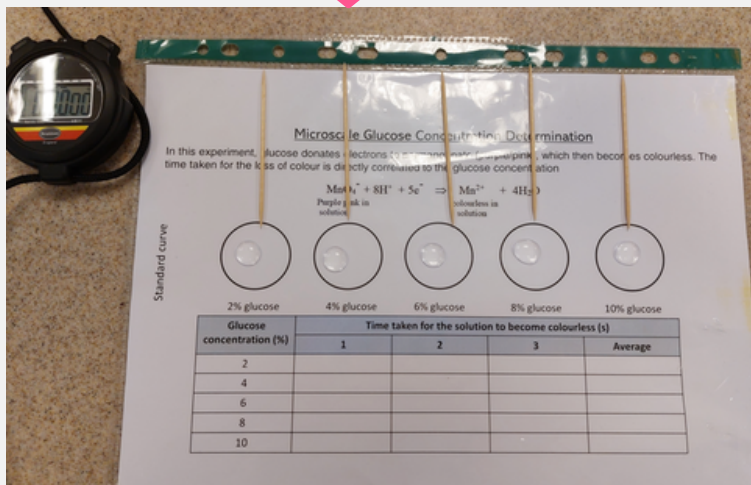 Microscale Glucose Concentration Determination
In this experiment, glucose donates electrons to permanganate (purple/pink), which then becomes colourless. The
time taken for the loss of colour is directly correlated to the glucose concentration
MnO₄⁻ + 8H⁺ + 5e⁻ ⇒ Mn²⁺ + 4H₂O
Purple pink in solution
colourless in solution
Standard curve
2% glucose 4% glucose 6% glucose 8% glucose 10% glucose
Glucose concentration (%)
Time taken for the solution to become colourless (s)
1 2 3 Average
2
4
6
8
10